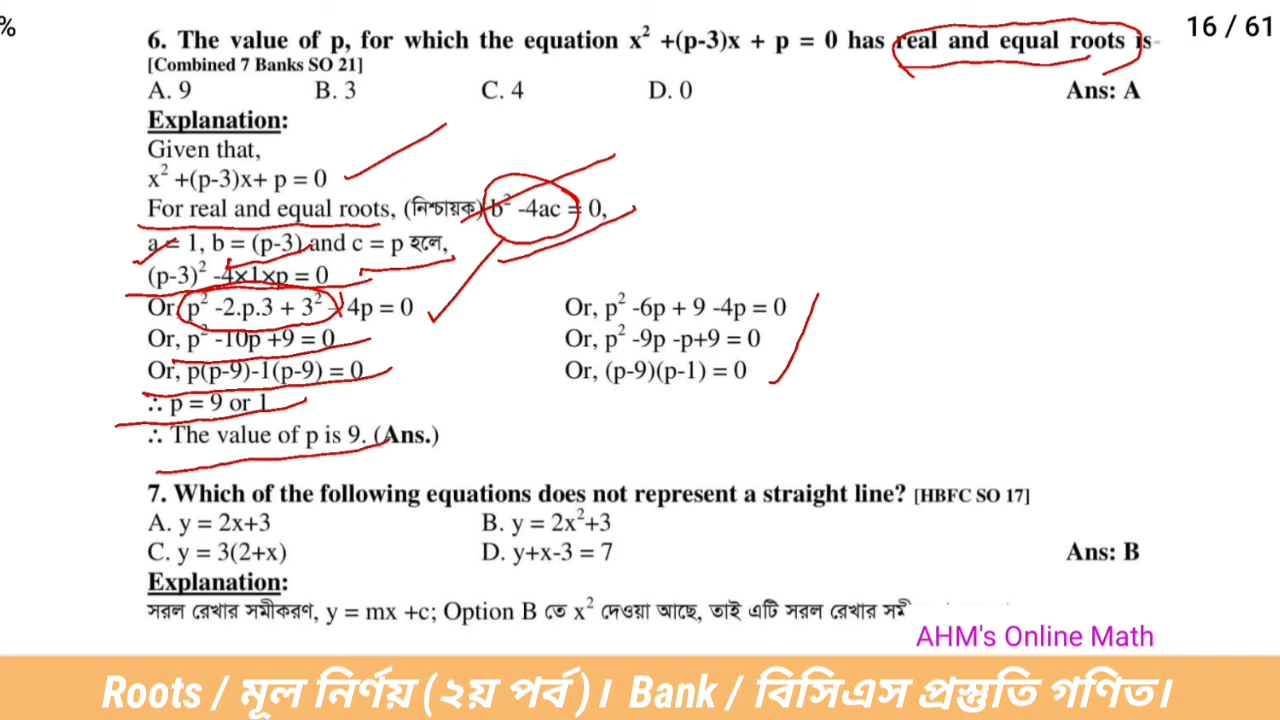 %
16 / 61
6. The value of p, for which the equation x² +(p-3)x + p = 0 has real and equal roots is-
[Combined 7 Banks SO 21]
A. 9 B. 3 C. 4 D. 0 Ans: A
Explanation:
Given that,
x² +(p-3)x+ p = 0
For real and equal roots, (নিশ্চায়ক) b² -4ac = 0,
a = 1, b = (p-3) and c = p হলে,
(p-3)² -4×1×p = 0
Or, p² -2.p.3 + 3² - 4p = 0 Or, p² -6p + 9 -4p = 0
Or, p² -10p +9 = 0 Or, p² -9p -p+9 = 0
Or, p(p-9)-1(p-9) = 0 Or, (p-9)(p-1) = 0
∴ p = 9 or 1
∴ The value of p is 9. (Ans.)
7. Which of the following equations does not represent a straight line? [HBFC SO 17]
A. y = 2x+3 B. y = 2x²+3
C. y = 3(2+x) D. y+x-3 = 7 Ans: B
Explanation:
সরল রেখার সমীকরণ, y = mx +c; Option B তে x² দেওয়া আছে, তাই এটি সরল রেখার সমী
AHM's Online Math
Roots / মূল নির্ণয় (২য় পর্ব)। Bank / বিসিএস প্রস্তুতি গণিত।